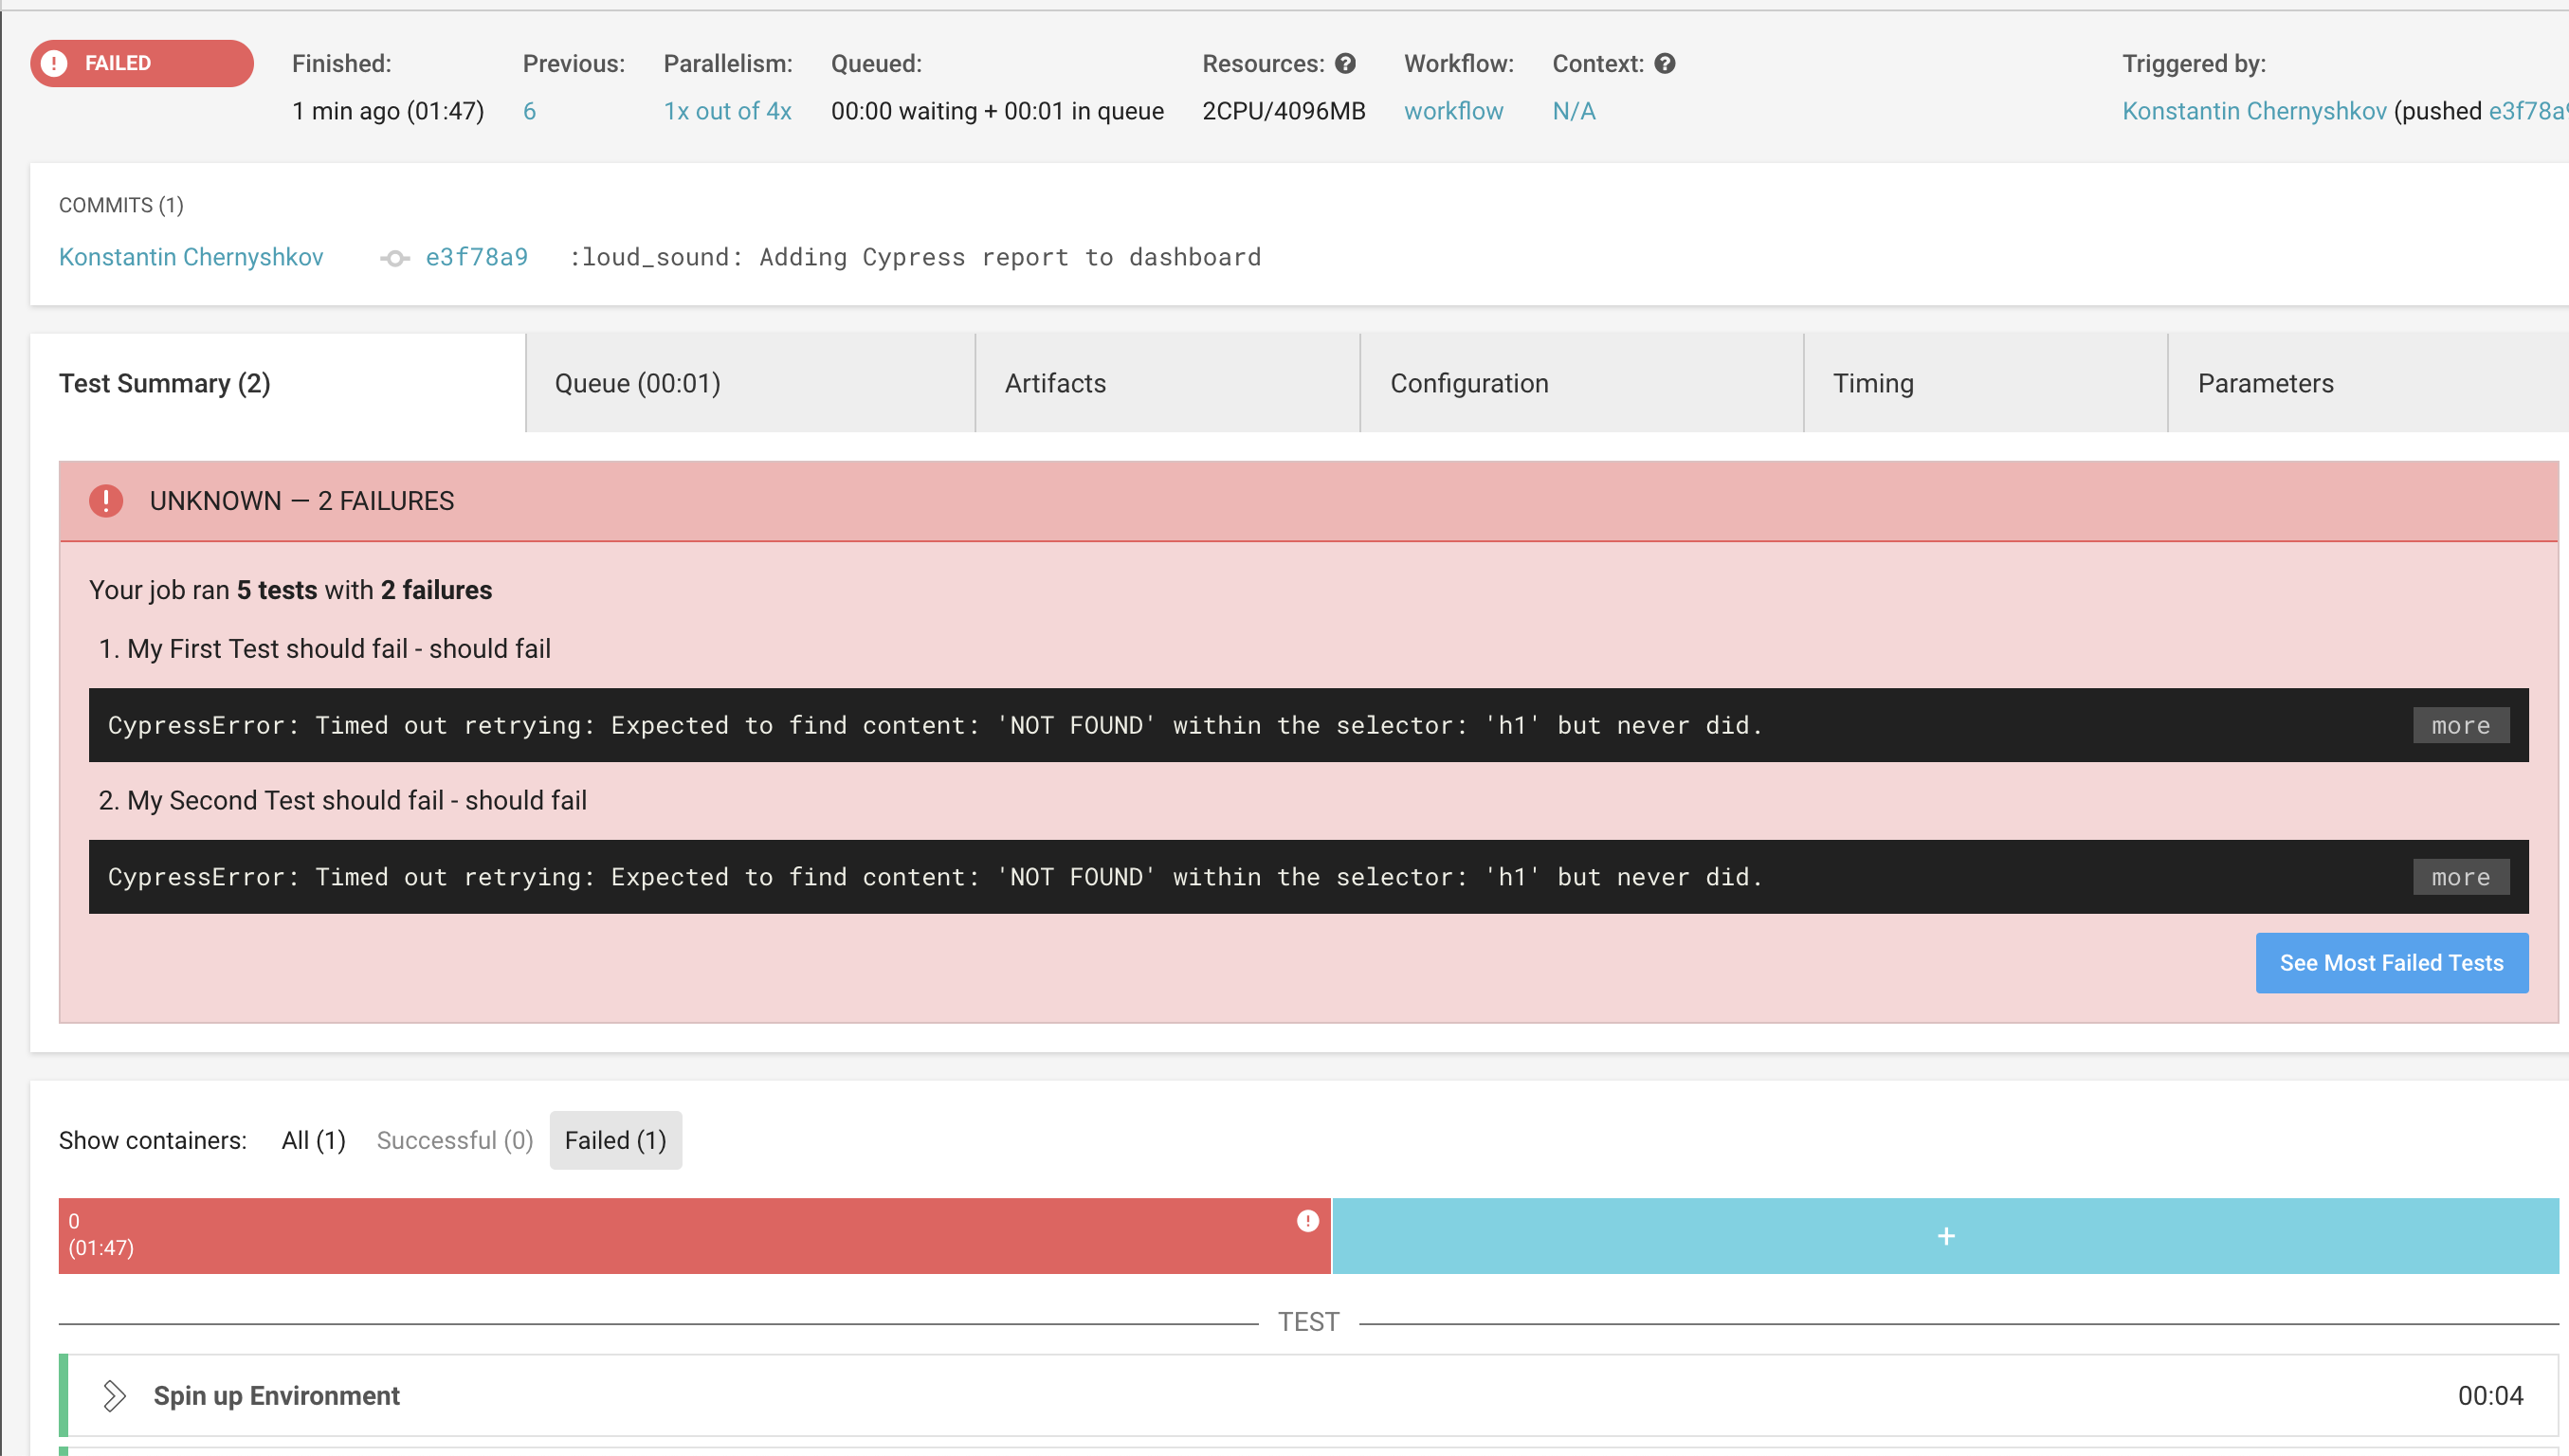 FAILED
Finished: Previous: Parallelism: Queued: Resources: Workflow: Context: Triggered by:
1 min ago (01:47) 6 1x out of 4x 00:00 waiting + 00:01 in queue 2CPU/4096MB workflow N/A Konstantin Chernyshkov (pushed e3f78a9
COMMITS (1)
Konstantin Chernyshkov e3f78a9 :loud_sound: Adding Cypress report to dashboard
Test Summary (2) Queue (00:01) Artifacts Configuration Timing Parameters
UNKNOWN — 2 FAILURES
Your job ran 5 tests with 2 failures
1. My First Test should fail - should fail
CypressError: Timed out retrying: Expected to find content: 'NOT FOUND' within the selector: 'h1' but never did. more
2. My Second Test should fail - should fail
CypressError: Timed out retrying: Expected to find content: 'NOT FOUND' within the selector: 'h1' but never did. more
See Most Failed Tests
Show containers: All (1) Successful (0) Failed (1)
0
(01:47)
+
TEST
Spin up Environment 00:04